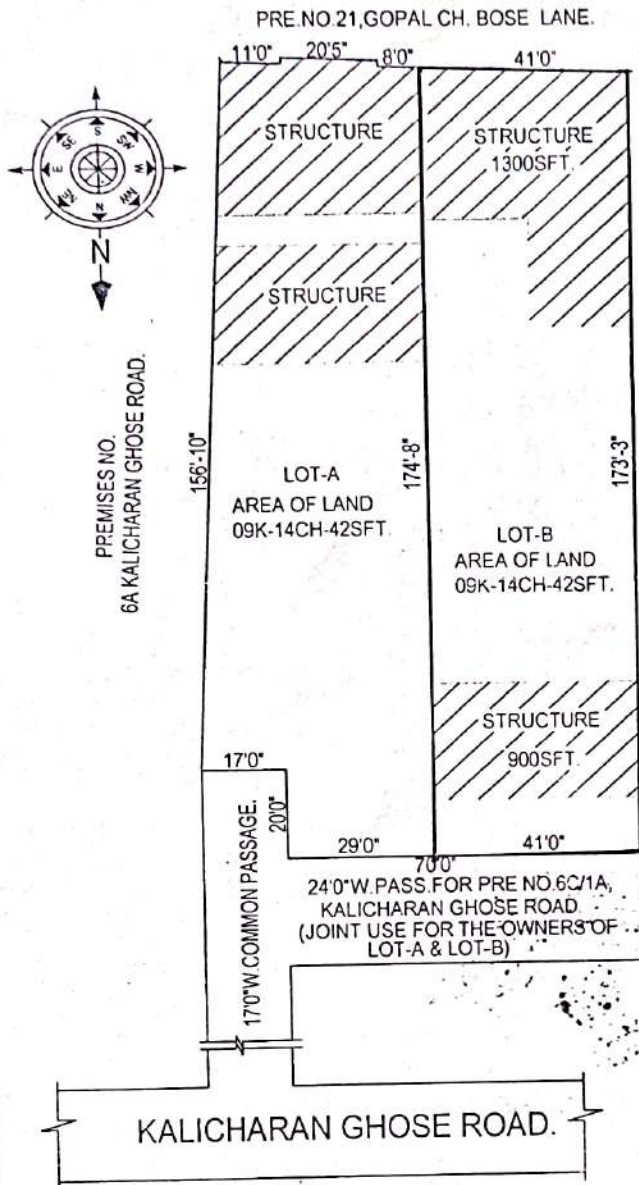 PRE.NO.21,GOPAL CH. BOSE LANE.
11'0"
20'5"
8'0"
41'0"
STRUCTURE
STRUCTURE
1300SFT.
S
SW
W
NW
N
NE
E
SE
N
STRUCTURE
PREMISES NO.
6A KALICHARAN GHOSE ROAD.
156'-10"
LOT-A
AREA OF LAND
09K-14CH-42SFT.
174'-8"
173'-3"
LOT-B
AREA OF LAND
09K-14CH-42SFT.
STRUCTURE
900SFT.
17'0"
20'0"
29'0"
41'0"
70'0"
17'0"W.COMMON PASSAGE.
24'0"W.PASS.FOR PRE NO.6C/1A,
KALICHARAN GHOSE ROAD.
(JOINT USE FOR THE OWNERS OF
LOT-A & LOT-B)
KALICHARAN GHOSE ROAD.